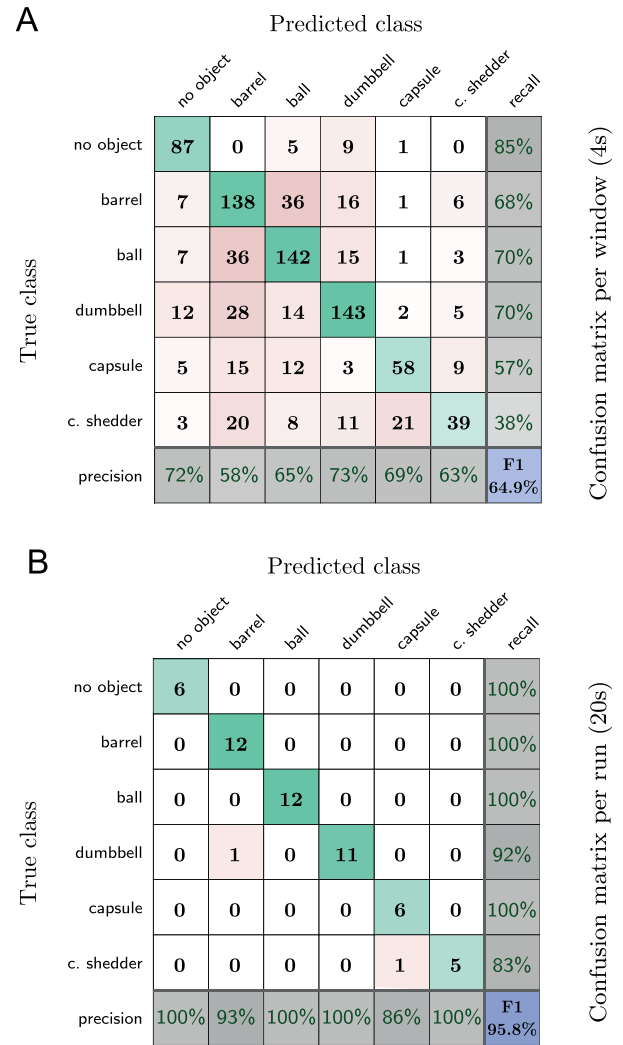 A
Predicted class
no object barrel ball dumbbell capsule c. shedder recall
no object 87 0 5 9 1 0 85%
barrel 7 138 36 16 1 6 68%
ball 7 36 142 15 1 3 70%
dumbbell 12 28 14 143 2 5 70%
capsule 5 15 12 3 58 9 57%
c. shedder 3 20 8 11 21 39 38%
precision 72% 58% 65% 73% 69% 63% F1
64.9%
True class
Confusion matrix per window (4s)
B
Predicted class
no object barrel ball dumbbell capsule c. shedder recall
no object 6 0 0 0 0 0 100%
barrel 0 12 0 0 0 0 100%
ball 0 0 12 0 0 0 100%
dumbbell 0 1 0 11 0 0 92%
capsule 0 0 0 0 6 0 100%
c. shedder 0 0 0 0 1 5 83%
precision 100% 93% 100% 100% 86% 100% F1
95.8%
True class
Confusion matrix per run (20s)